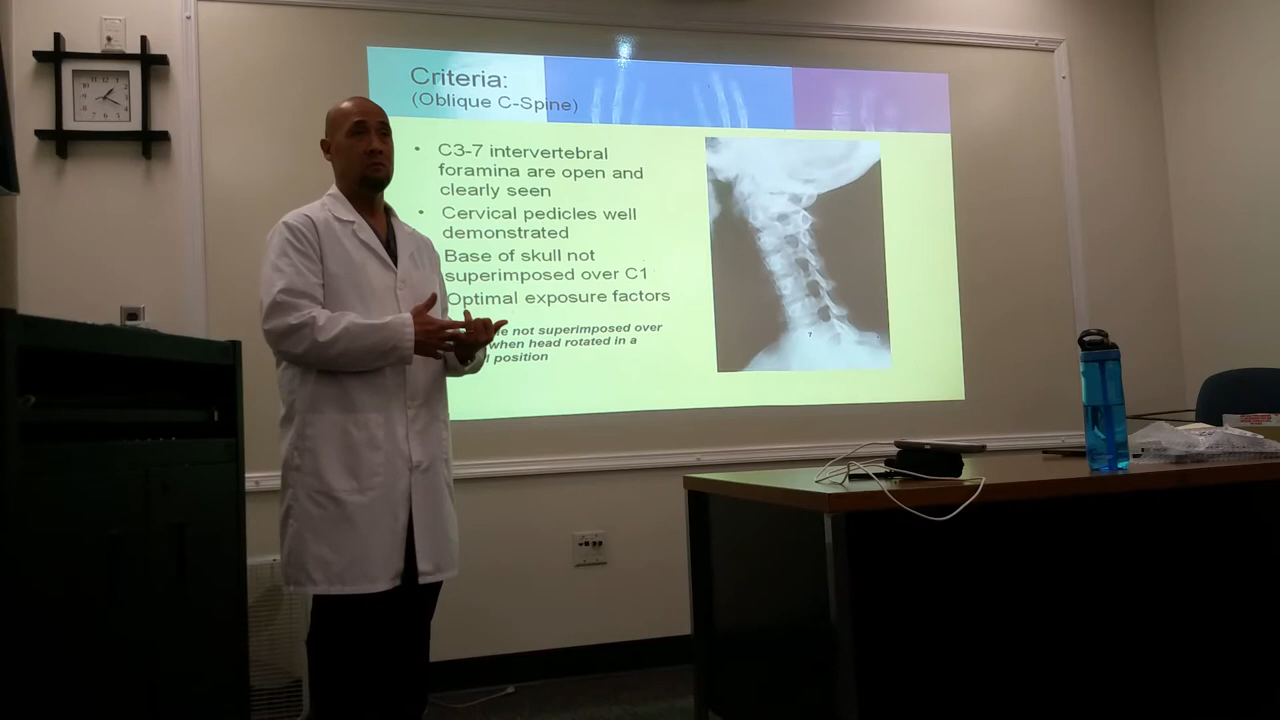 Criteria:
(Oblique C-Spine)
• C3-7 intervertebral
foramina are open and
clearly seen
• Cervical pedicles well
demonstrated
Base of skull not
superimposed over C1
Optimal exposure factors
not superimposed over
when head rotated in a
position
7